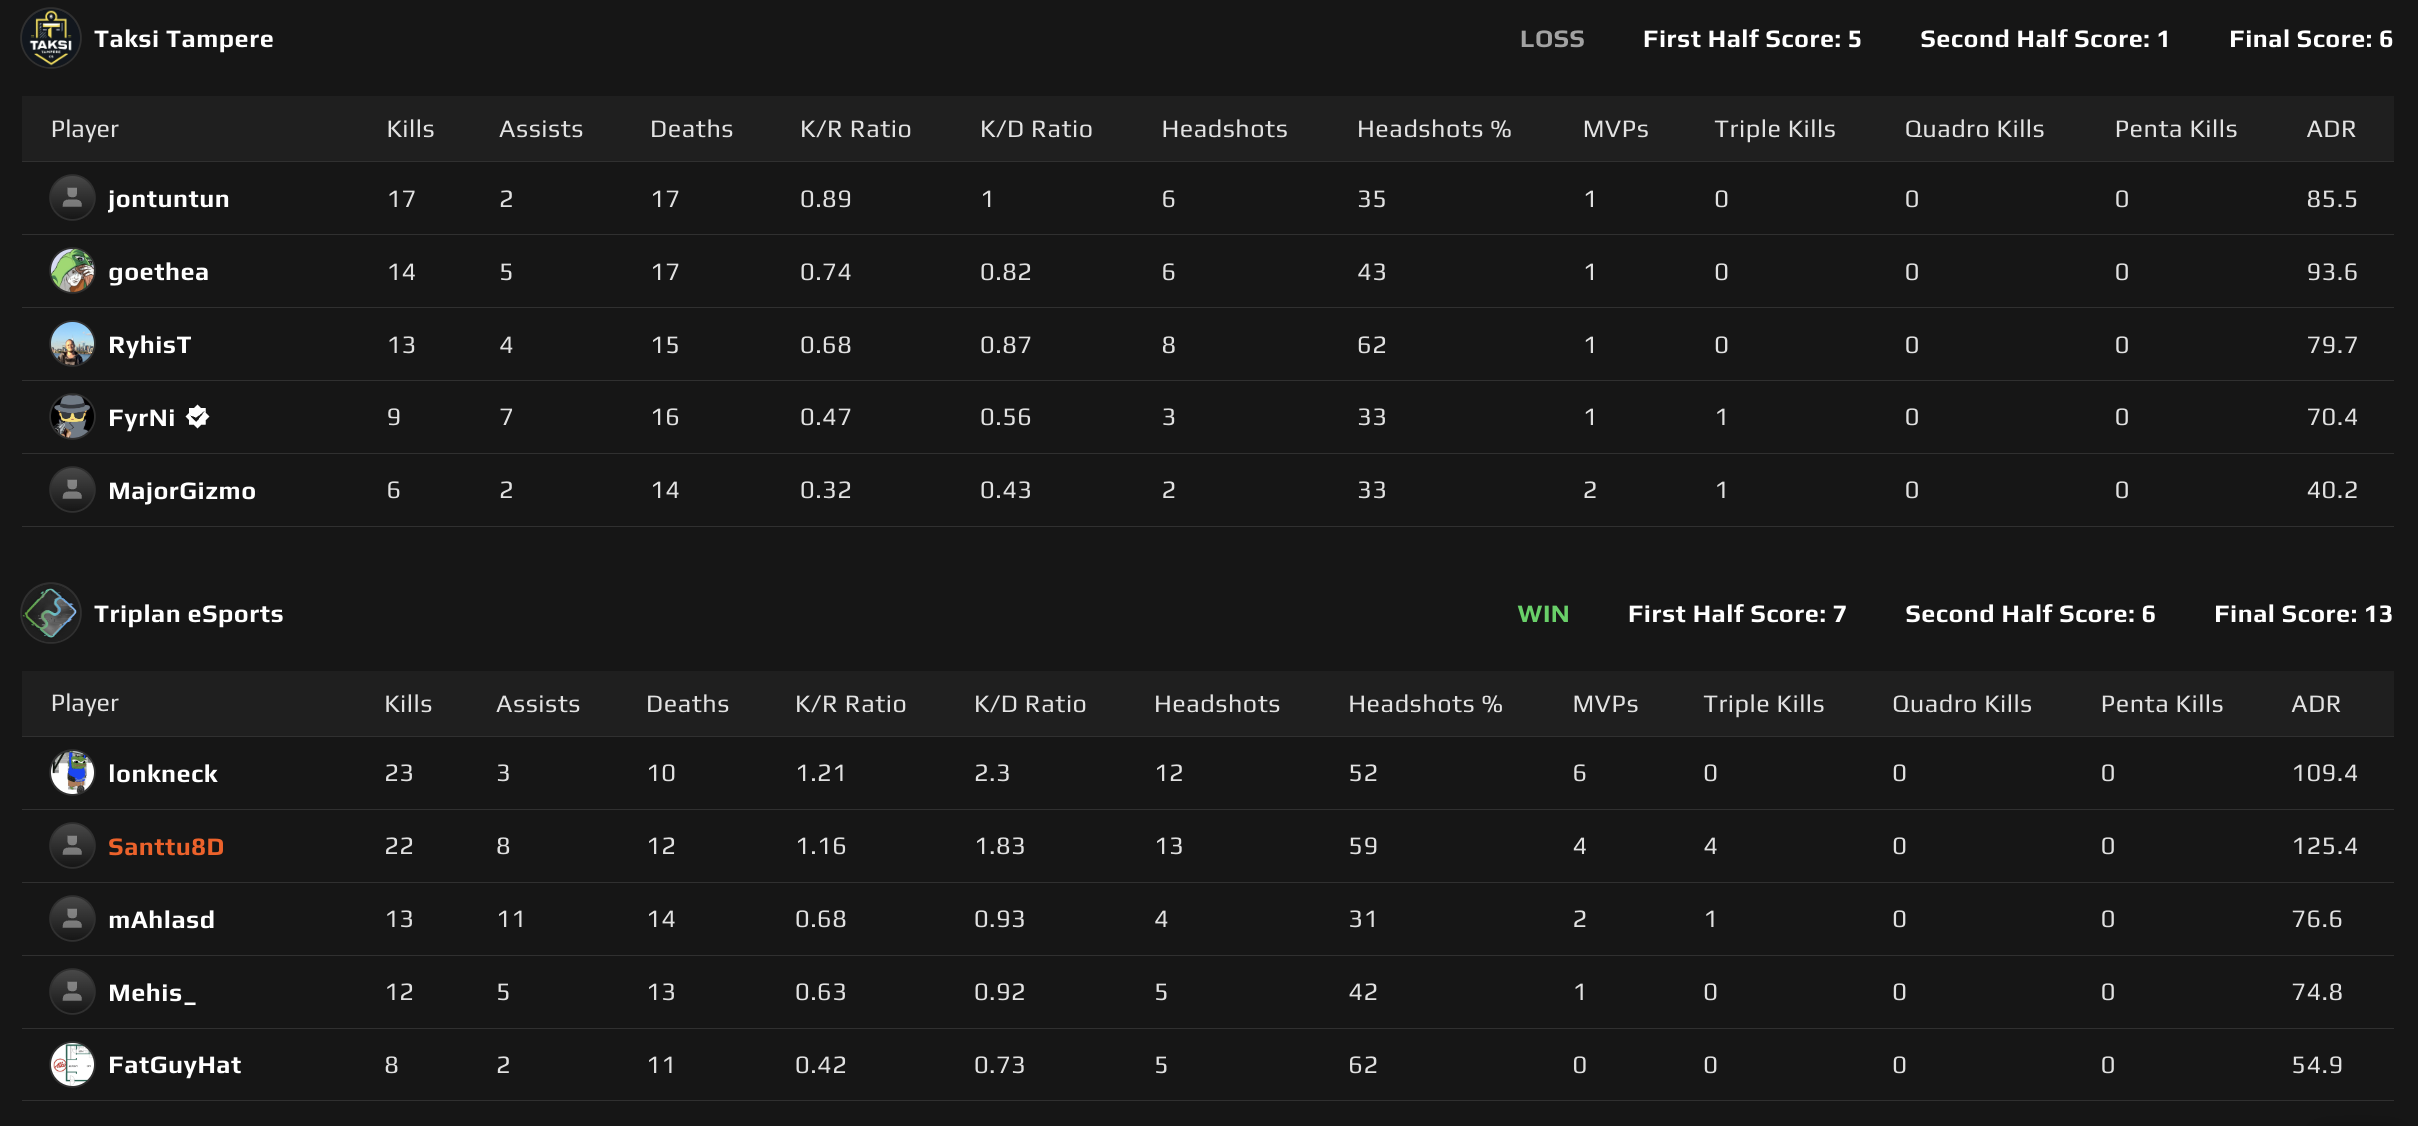 TAKSI
Taksi Tampere LOSS First Half Score: 5 Second Half Score: 1 Final Score: 6
Player Kills Assists Deaths K/R Ratio K/D Ratio Headshots Headshots % MVPs Triple Kills Quadro Kills Penta Kills ADR
jontuntun 17 2 17 0.89 1 6 35 1 0 0 0 85.5
goethea 14 5 17 0.74 0.82 6 43 1 0 0 0 93.6
RyhisT 13 4 15 0.68 0.87 8 62 1 0 0 0 79.7
FyrNi 9 7 16 0.47 0.56 3 33 1 1 0 0 70.4
MajorGizmo 6 2 14 0.32 0.43 2 33 2 1 0 0 40.2
Triplan eSports WIN First Half Score: 7 Second Half Score: 6 Final Score: 13
Player Kills Assists Deaths K/R Ratio K/D Ratio Headshots Headshots % MVPs Triple Kills Quadro Kills Penta Kills ADR
lonkneck 23 3 10 1.21 2.3 12 52 6 0 0 0 109.4
Santtu8D 22 8 12 1.16 1.83 13 59 4 4 0 0 125.4
mAhlasd 13 11 14 0.68 0.93 4 31 2 1 0 0 76.6
Mehis_ 12 5 13 0.63 0.92 5 42 1 0 0 0 74.8
FatGuyHat 8 2 11 0.42 0.73 5 62 0 0 0 0 54.9